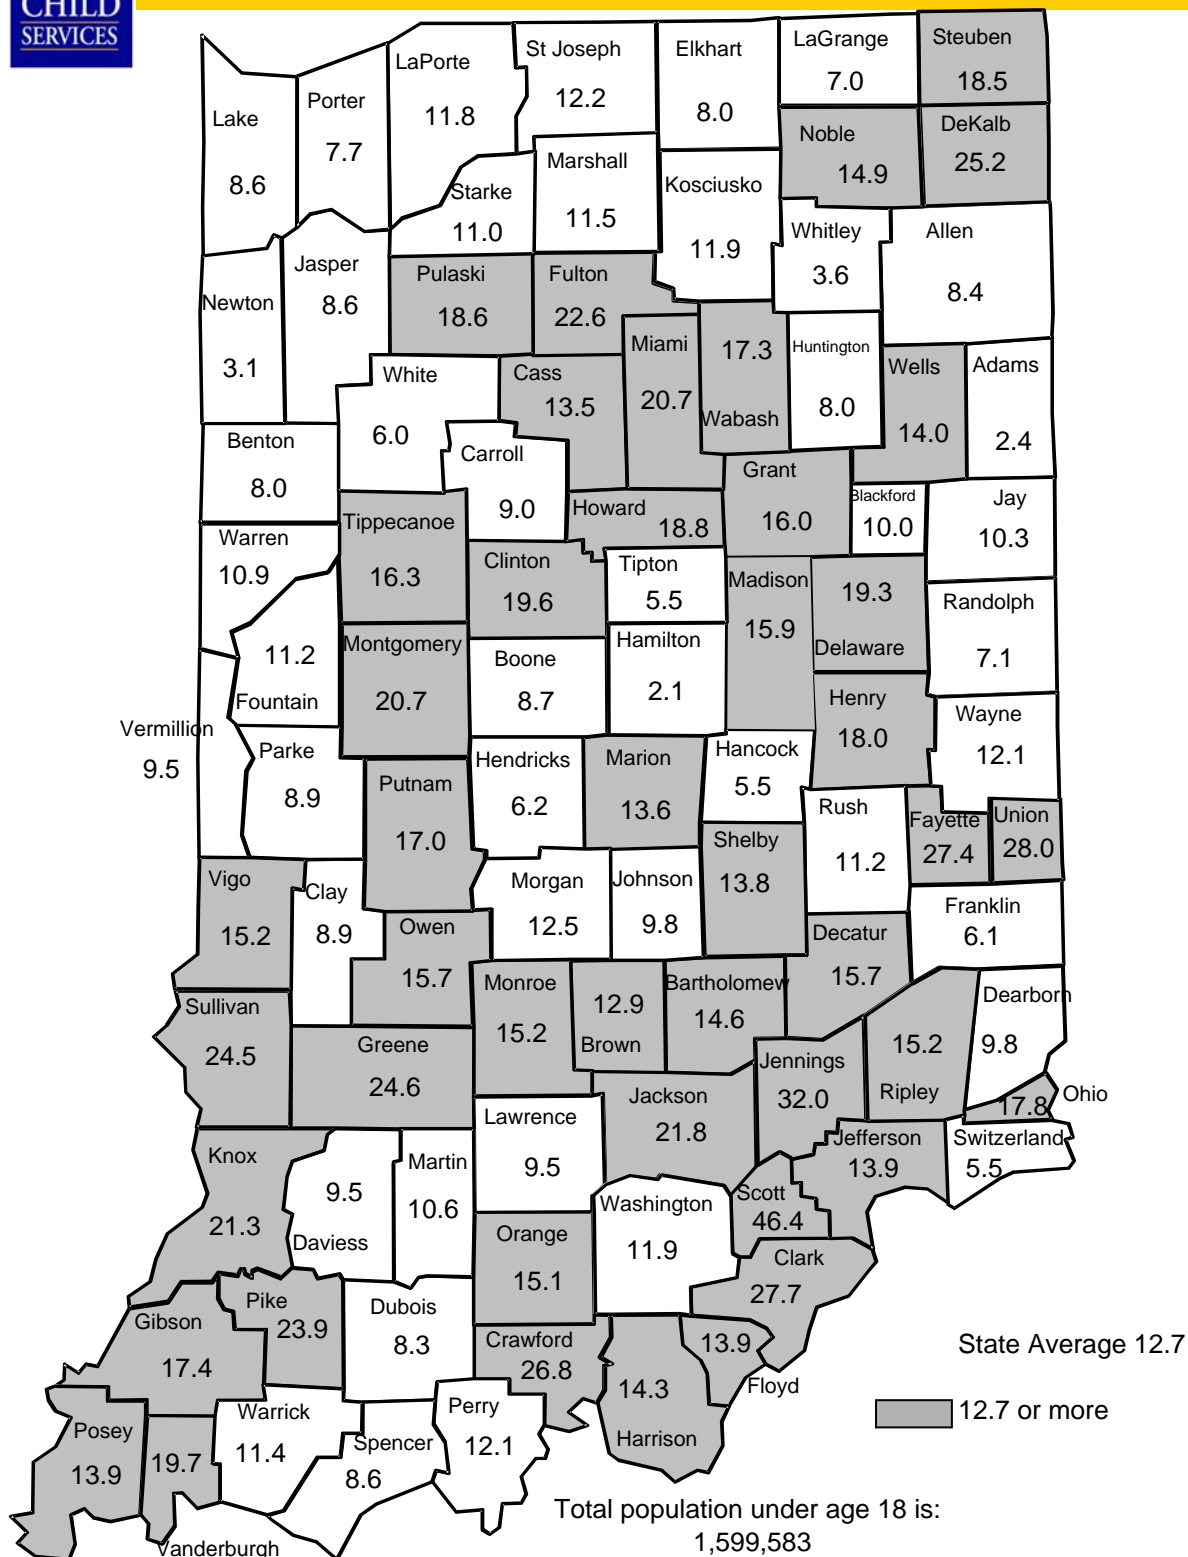 CHILD
SERVICES
Lake
8.6
Porter
7.7
LaPorte
11.8
St Joseph
12.2
Elkhart
8.0
LaGrange
7.0
Steuben
18.5
Noble
14.9
DeKalb
25.2
Starke
11.0
Marshall
11.5
Kosciusko
11.9
Whitley
3.6
Allen
8.4
Newton
3.1
Jasper
8.6
Pulaski
18.6
Fulton
22.6
Miami
20.7
17.3
Wabash
Huntington
8.0
Wells
14.0
Adams
2.4
White
6.0
Cass
13.5
Benton
8.0
Carroll
9.0
Howard
18.8
Grant
16.0
Blackford
10.0
Jay
10.3
Warren
10.9
Tippecanoe
16.3
Clinton
19.6
Tipton
5.5
Madison
15.9
19.3
Delaware
Randolph
7.1
11.2
Fountain
Montgomery
20.7
Boone
8.7
Hamilton
2.1
Henry
18.0
Wayne
12.1
Vermillion
9.5
Parke
8.9
Putnam
17.0
Hendricks
6.2
Marion
13.6
Hancock
5.5
Rush
11.2
Fayette
27.4
Union
28.0
Shelby
13.8
Vigo
15.2
Clay
8.9
Morgan
12.5
Johnson
9.8
Franklin
6.1
Owen
15.7
Decatur
15.7
Monroe
15.2
12.9
Brown
Bartholomew
14.6
Dearborn
9.8
Sullivan
24.5
Greene
24.6
Jennings
32.0
15.2
Ripley
17.8
Ohio
Jackson
21.8
Lawrence
9.5
Jefferson
13.9
Switzerland
5.5
Knox
21.3
9.5
Daviess
Martin
10.6
Washington
11.9
Scott
46.4
Orange
15.1
Clark
27.7
Gibson
17.4
Pike
23.9
Dubois
8.3
Crawford
26.8
13.9
Floyd
14.3
Harrison
State Average 12.7
12.7 or more
Posey
13.9
19.7
Vanderburgh
Warrick
11.4
Spencer
8.6
Perry
12.1
Total population under age 18 is:
1,599,583